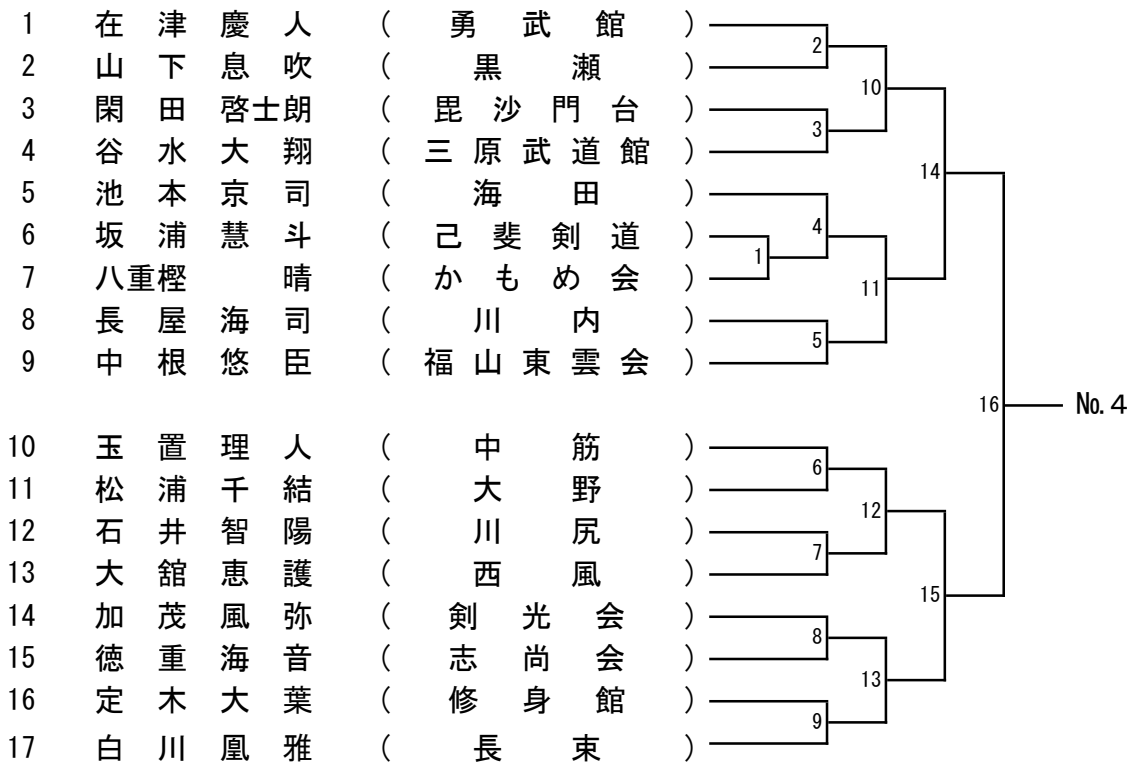 1 在津慶人 (勇武館)
2 山下息吹 (黒瀬)
3 閑田啓士朗 (毘沙門台)
4 谷水大翔 (三原武道館)
5 池本京司 (海田)
6 坂浦慧斗 (己斐剣道)
7 八重樫晴 (かもめ会)
8 長屋海司 (川内)
9 中根悠臣 (福山東雲会)
10 玉置理人 (中筋)
11 松浦千結 (大野)
12 石井智陽 (川尻)
13 大舘恵護 (西風)
14 加茂風弥 (剣光会)
15 徳重海音 (志尚会)
16 定木大葉 (修身館)
17 白川凰雅 (長束)
2
10
3
14
4
1
11
5
16 №4
6
12
7
15
8
13
9